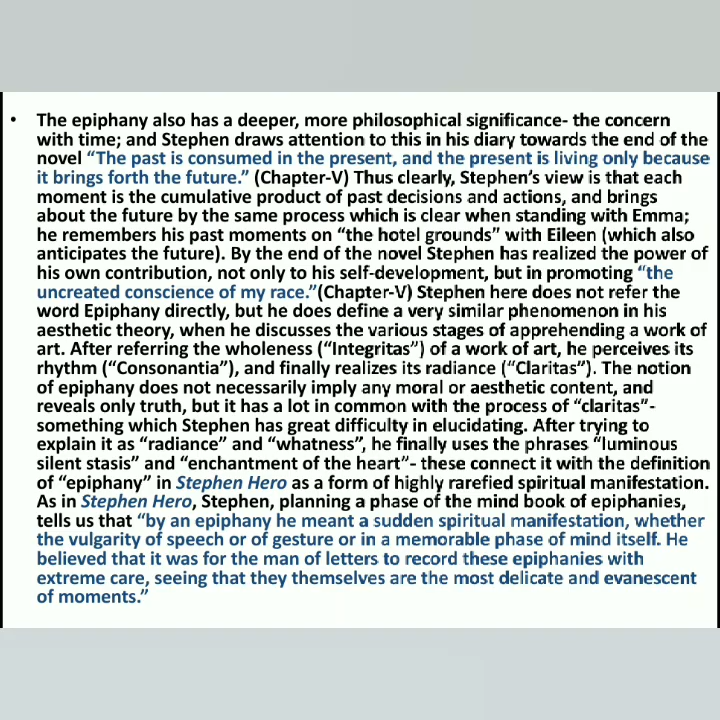 • The epiphany also has a deeper, more philosophical significance- the concern
with time; and Stephen draws attention to this in his diary towards the end of the
novel “The past is consumed in the present, and the present is living only because
it brings forth the future.” (Chapter-V) Thus clearly, Stephen’s view is that each
moment is the cumulative product of past decisions and actions, and brings
about the future by the same process which is clear when standing with Emma;
he remembers his past moments on “the hotel grounds” with Eileen (which also
anticipates the future). By the end of the novel Stephen has realized the power of
his own contribution, not only to his self-development, but in promoting “the
uncreated conscience of my race.”(Chapter-V) Stephen here does not refer the
word Epiphany directly, but he does define a very similar phenomenon in his
aesthetic theory, when he discusses the various stages of apprehending a work of
art. After referring the wholeness (“Integritas”) of a work of art, he perceives its
rhythm (“Consonantia”), and finally realizes its radiance (“Claritas”). The notion
of epiphany does not necessarily imply any moral or aesthetic content, and
reveals only truth, but it has a lot in common with the process of “claritas”-
something which Stephen has great difficulty in elucidating. After trying to
explain it as “radiance” and “whatness”, he finally uses the phrases “luminous
silent stasis” and “enchantment of the heart”- these connect it with the definition
of “epiphany” in Stephen Hero as a form of highly rarefied spiritual manifestation.
As in Stephen Hero, Stephen, planning a phase of the mind book of epiphanies,
tells us that “by an epiphany he meant a sudden spiritual manifestation, whether
the vulgarity of speech or of gesture or in a memorable phase of mind itself. He
believed that it was for the man of letters to record these epiphanies with
extreme care, seeing that they themselves are the most delicate and evanescent
of moments.”